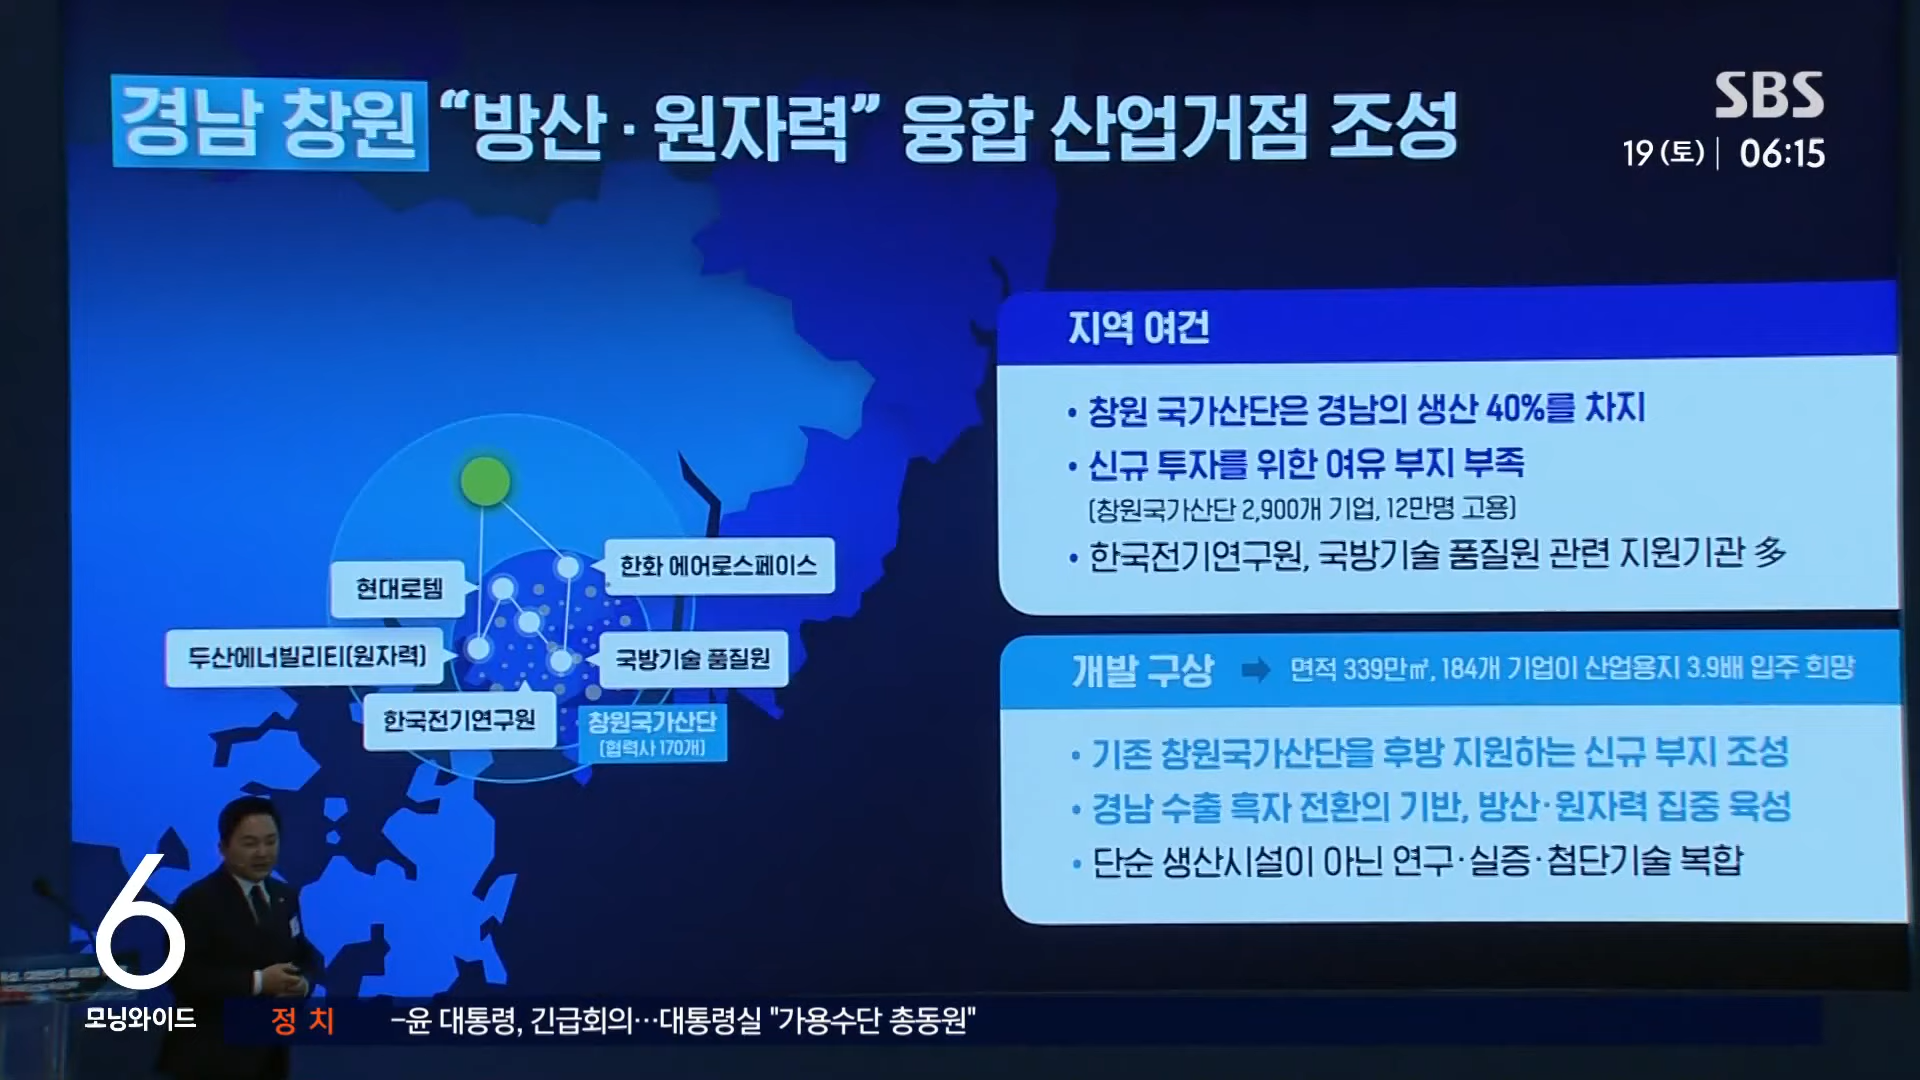 경남 창원 “방산·원자력” 융합 산업거점 조성
SBS
19(토) | 06:15
지역 여건
• 창원 국가산단은 경남의 생산 40%를 차지
• 신규 투자를 위한 여유 부지 부족
(창원국가산단 2,900개 기업, 12만명 고용)
• 한국전기연구원, 국방기술 품질원 관련 지원기관 多
한화 에어로스페이스
현대로템
두산에너빌리티(원자력)
국방기술 품질원
한국전기연구원
창원국가산단
(협력사 170개)
개발 구상 ➡ 면적 339만㎡, 184개 기업이 산업용지 3.9배 입주 희망
• 기존 창원국가산단을 후방 지원하는 신규 부지 조성
• 경남 수출 흑자 전환의 기반, 방산·원자력 집중 육성
• 단순 생산시설이 아닌 연구·실증·첨단기술 복합
6
모닝와이드
정치 -윤 대통령, 긴급회의…대통령실 "가용수단 총동원"